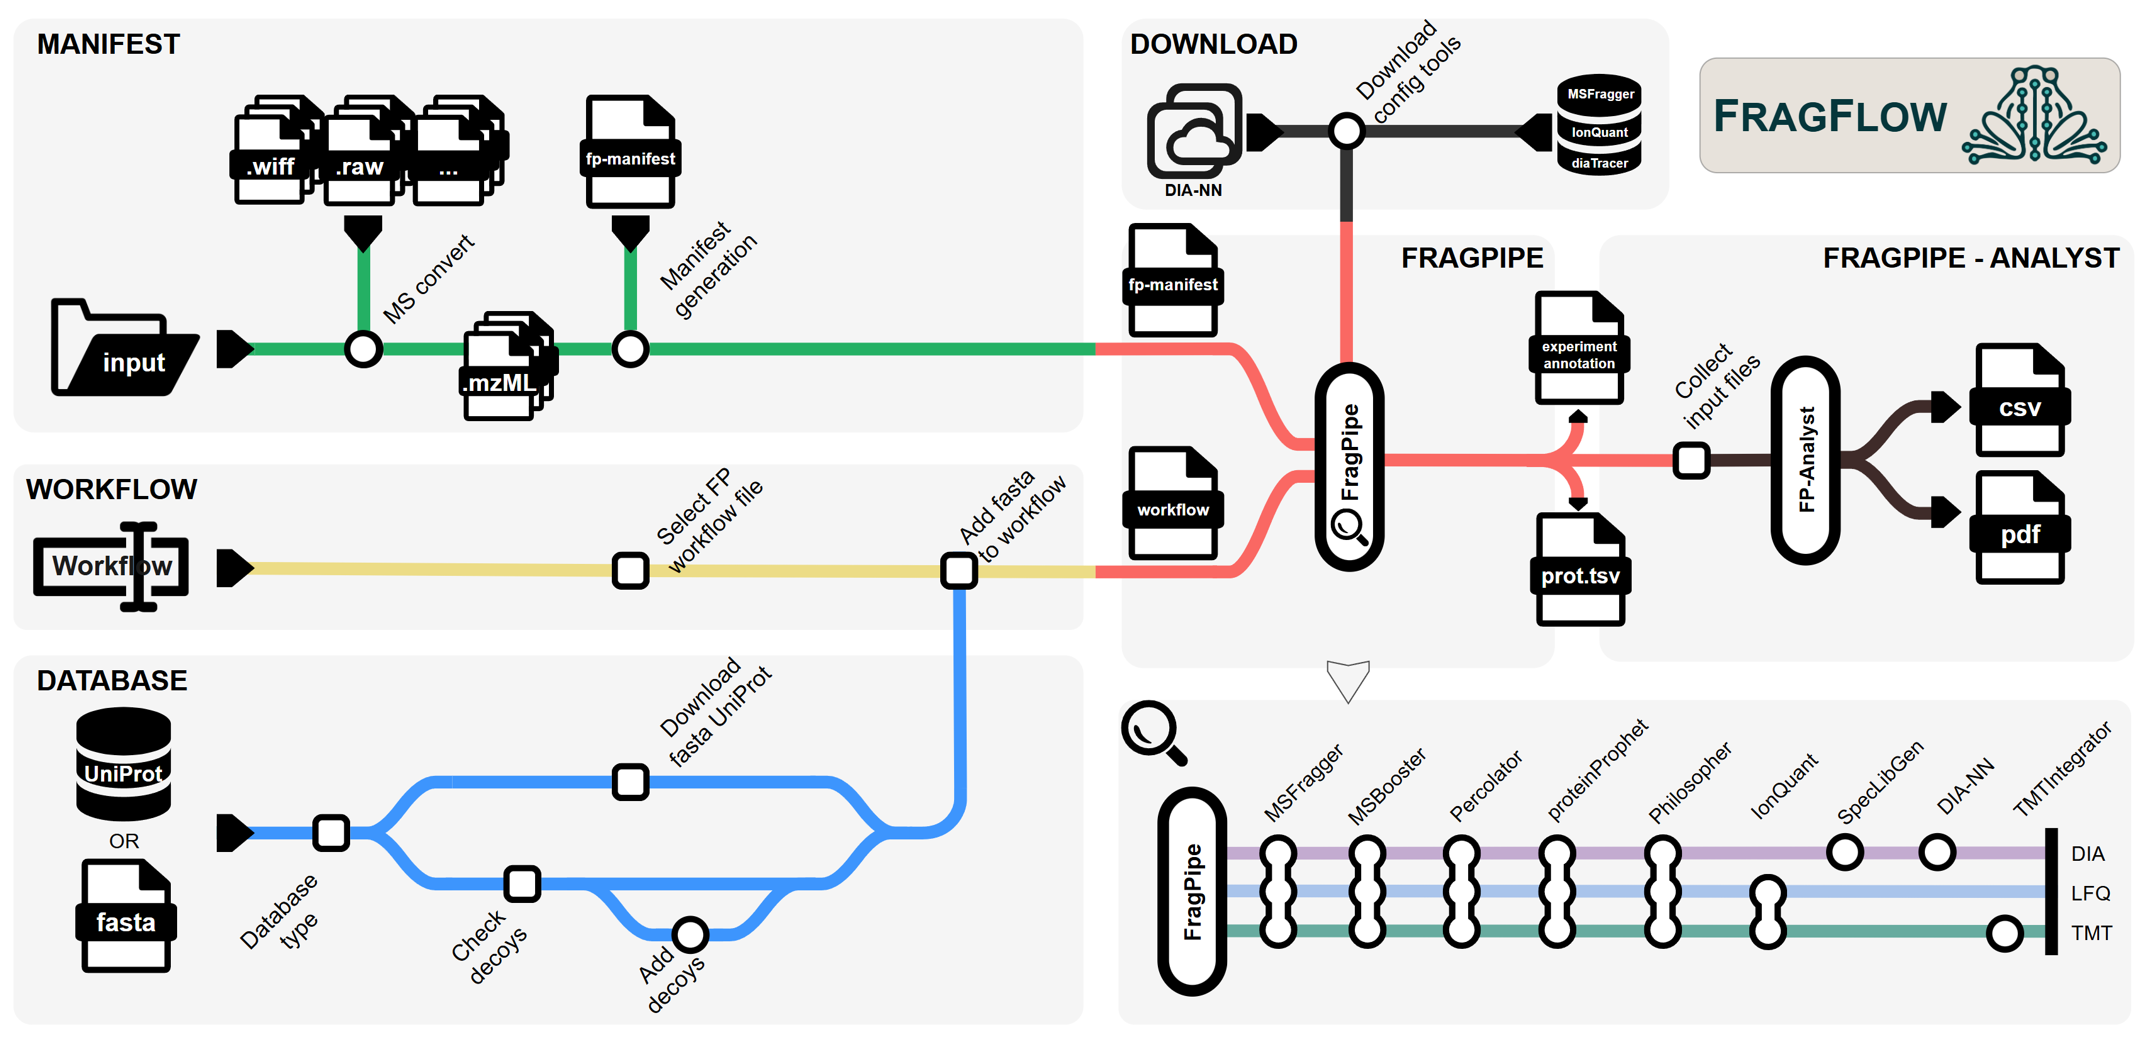 MANIFEST
.wiff
.raw
...
fp-manifest
MS convert
Manifest
generation
input
.mzML
WORKFLOW
Workflow
Select FP
workflow file
Add fasta
to workflow
DATABASE
UniProt
OR
fasta
Database
type
Download
fasta UniProt
Check
decoys
Add
decoys
DOWNLOAD
DIA-NN
Download
config tools
MSFragger
IonQuant
diaTracer
FRAGFLOW
FRAGPIPE
fp-manifest
workflow
FragPipe
experiment
annotation
prot.tsv
FRAGPIPE - ANALYST
Collect
input files
FP-Analyst
csv
pdf
FragPipe
MSFragger
MSBooster
Percolator
proteinProphet
Philosopher
IonQuant
SpecLibGen
DIA-NN
TMTIntegrator
DIA
LFQ
TMT